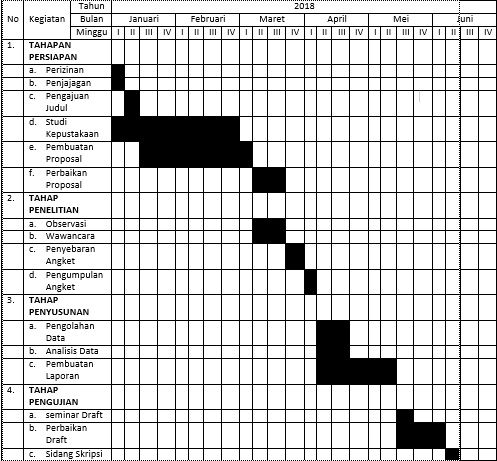 No Kegiatan Tahun 2018
Bulan Januari Februari Maret April Mei Juni
Minggu I II III IV I II III IV I II III IV I II III IV I II III IV I II III IV
1. TAHAPAN
PERSIAPAN
a. Perizinan
b. Penjajagan
c. Pengajuan
Judul
d. Studi
Kepustakaan
e. Pembuatan
Proposal
f. Perbaikan
Proposal
2. TAHAP
PENELITIAN
a. Observasi
b. Wawancara
c. Penyebaran
Angket
d. Pengumpulan
Angket
3. TAHAP
PENYUSUNAN
a. Pengolahan
Data
b. Analisis Data
c. Pembuatan
Laporan
4. TAHAP
PENGUJIAN
a. seminar Draft
b. Perbaikan
Draft
c. Sidang Skripsi